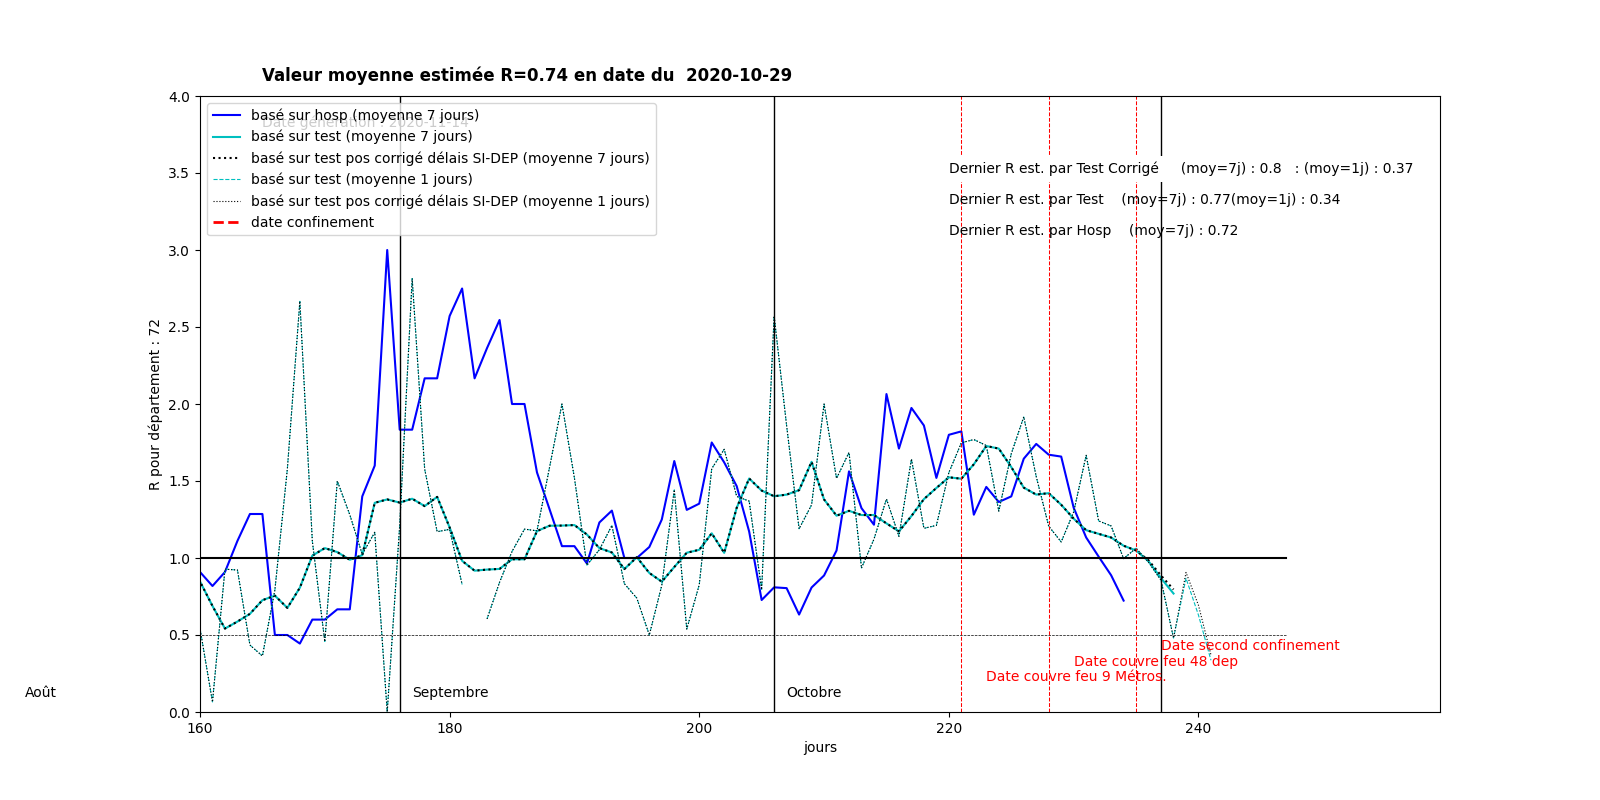 Valeur moyenne estimée R=0.74 en date du  2020-10-29
Date génération : 2020-11-14
basé sur hosp (moyenne 7 jours)
basé sur test (moyenne 7 jours)
basé sur test pos corrigé délais SI-DEP (moyenne 7 jours)
basé sur test (moyenne 1 jours)
basé sur test pos corrigé délais SI-DEP (moyenne 1 jours)
date confinement
Dernier R est. par Test Corrigé     (moy=7j) : 0.8   : (moy=1j) : 0.37
Dernier R est. par Test    (moy=7j) : 0.77(moy=1j) : 0.34
Dernier R est. par Hosp    (moy=7j) : 0.72
4.0
3.5
3.0
2.5
2.0
1.5
1.0
0.5
0.0
R pour département : 72
Date second confinement
Date couvre feu 48 dep
Date couvre feu 9 Métros.
Août
Septembre
Octobre
160
180
200
220
240
jours